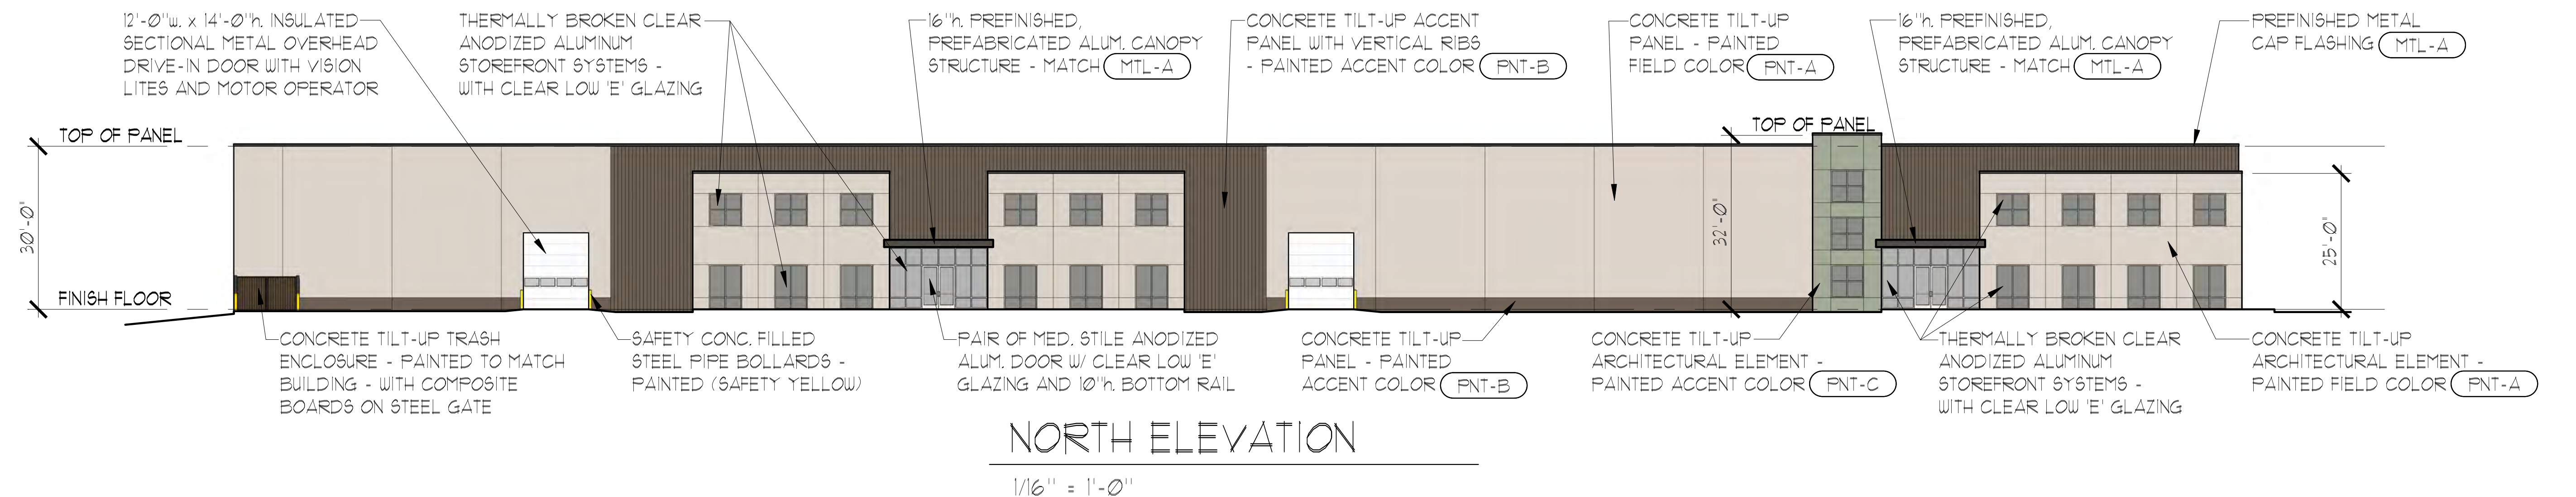 12'-0"w. x 14'-0"h. INSULATED
SECTIONAL METAL OVERHEAD
DRIVE-IN DOOR WITH VISION
LITES AND MOTOR OPERATOR
THERMALLY BROKEN CLEAR
ANODIZED ALUMINUM
STOREFRONT SYSTEMS -
WITH CLEAR LOW 'E' GLAZING
16"h. PREFINISHED,
PREFABRICATED ALUM. CANOPY
STRUCTURE - MATCH MTL-A
CONCRETE TILT-UP ACCENT
PANEL WITH VERTICAL RIBS
- PAINTED ACCENT COLOR PNT-B
CONCRETE TILT-UP
PANEL - PAINTED
FIELD COLOR PNT-A
16"h. PREFINISHED,
PREFABRICATED ALUM. CANOPY
STRUCTURE - MATCH MTL-A
PREFINISHED METAL
CAP FLASHING MTL-A
TOP OF PANEL
TOP OF PANEL
30'-0"
32'-0"
25'-0"
FINISH FLOOR
CONCRETE TILT-UP TRASH
ENCLOSURE - PAINTED TO MATCH
BUILDING - WITH COMPOSITE
BOARDS ON STEEL GATE
SAFETY CONC. FILLED
STEEL PIPE BOLLARDS -
PAINTED (SAFETY YELLOW)
PAIR OF MED. STILE ANODIZED
ALUM. DOOR W/ CLEAR LOW 'E'
GLAZING AND 10"h. BOTTOM RAIL
CONCRETE TILT-UP
PANEL - PAINTED
ACCENT COLOR PNT-B
CONCRETE TILT-UP
ARCHITECTURAL ELEMENT -
PAINTED ACCENT COLOR PNT-C
THERMALLY BROKEN CLEAR
ANODIZED ALUMINUM
STOREFRONT SYSTEMS -
WITH CLEAR LOW 'E' GLAZING
CONCRETE TILT-UP
ARCHITECTURAL ELEMENT -
PAINTED FIELD COLOR PNT-A
NORTH ELEVATION
1/16" = 1'-0"